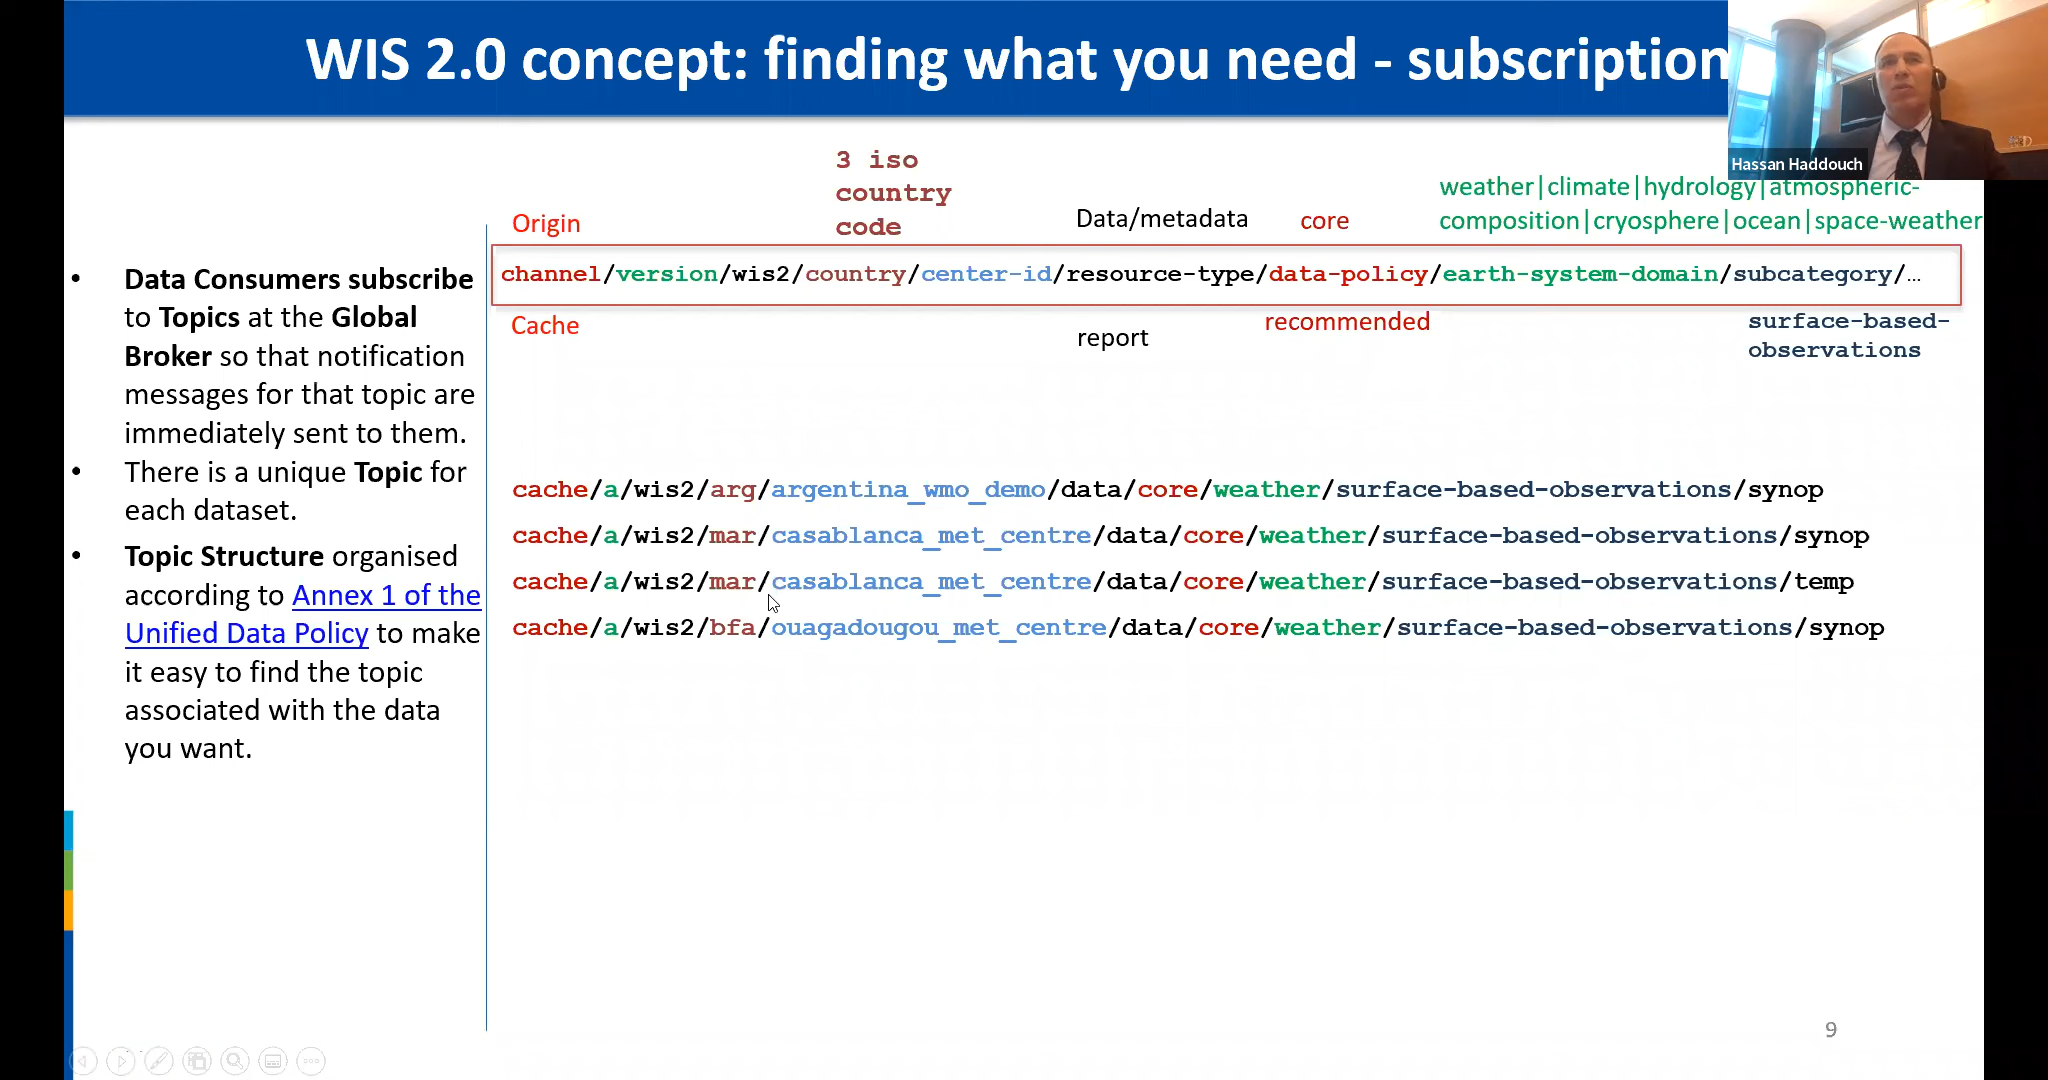 WIS 2.0 concept: finding what you need - subscription
Hassan Haddouch
• Data Consumers subscribe
to Topics at the Global
Broker so that notification
messages for that topic are
immediately sent to them.
• There is a unique Topic for
each dataset.
• Topic Structure organised
according to Annex 1 of the
Unified Data Policy to make
it easy to find the topic
associated with the data
you want.
Origin
3 iso
country
code
Data/metadata
core
weather|climate|hydrology|atmospheric-
composition|cryosphere|ocean|space-weather
channel/version/wis2/country/center-id/resource-type/data-policy/earth-system-domain/subcategory/…
Cache
report
recommended
surface-based-
observations
cache/a/wis2/arg/argentina_wmo_demo/data/core/weather/surface-based-observations/synop
cache/a/wis2/mar/casablanca_met_centre/data/core/weather/surface-based-observations/synop
cache/a/wis2/mar/casablanca_met_centre/data/core/weather/surface-based-observations/temp
cache/a/wis2/bfa/ouagadougou_met_centre/data/core/weather/surface-based-observations/synop
9